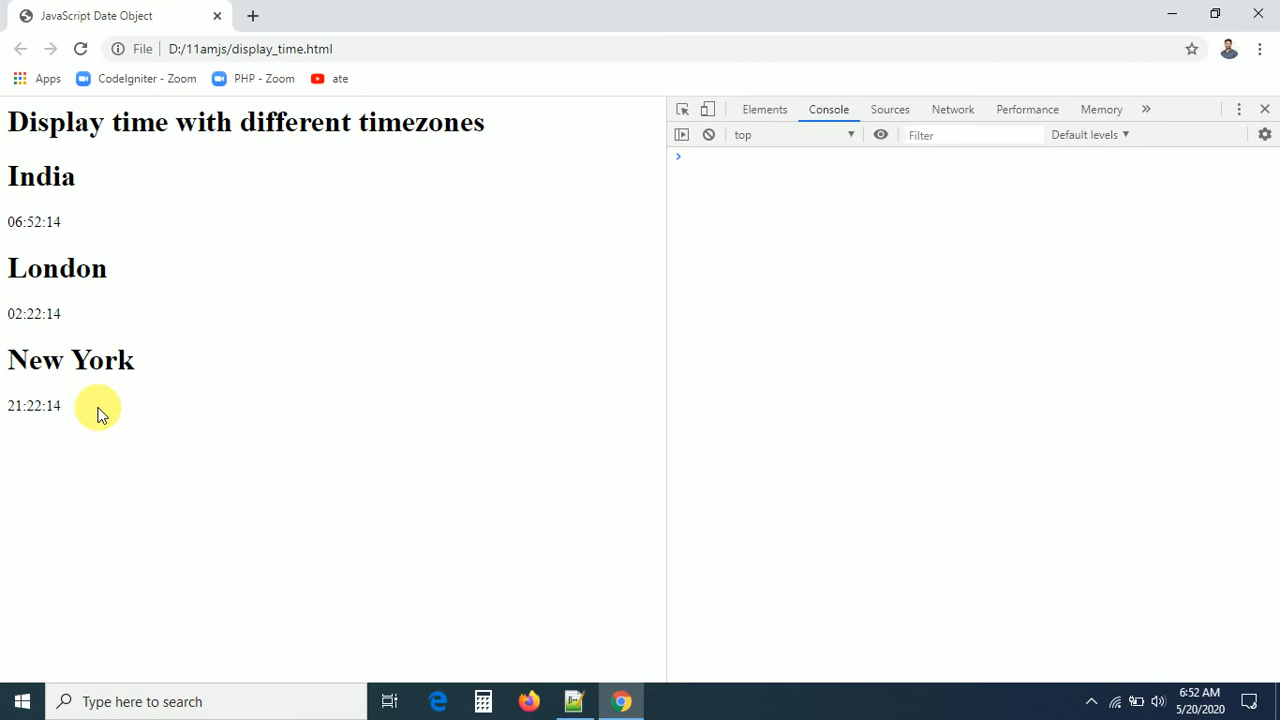 JavaScript Date Object
File D:/11amjs/display_time.html
Apps CodeIgniter - Zoom PHP - Zoom ate
Elements Console Sources Network Performance Memory »
top Filter Default levels
Display time with different timezones
India
06:52:14
London
02:22:14
New York
21:22:14
Type here to search
6:52 AM
5/20/2020